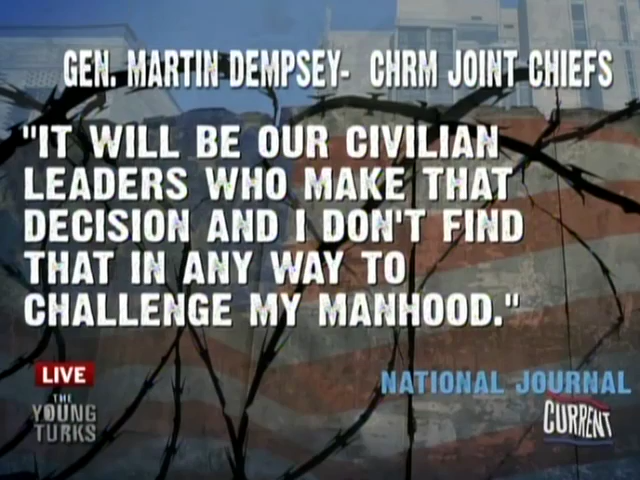 GEN. MARTIN DEMPSEY- CHRM JOINT CHIEFS
"IT WILL BE OUR CIVILIAN
LEADERS WHO MAKE THAT
DECISION AND I DON'T FIND
THAT IN ANY WAY TO
CHALLENGE MY MANHOOD."
LIVE
THE
YOUNG
TURKS
NATIONAL JOURNAL
CURRENT